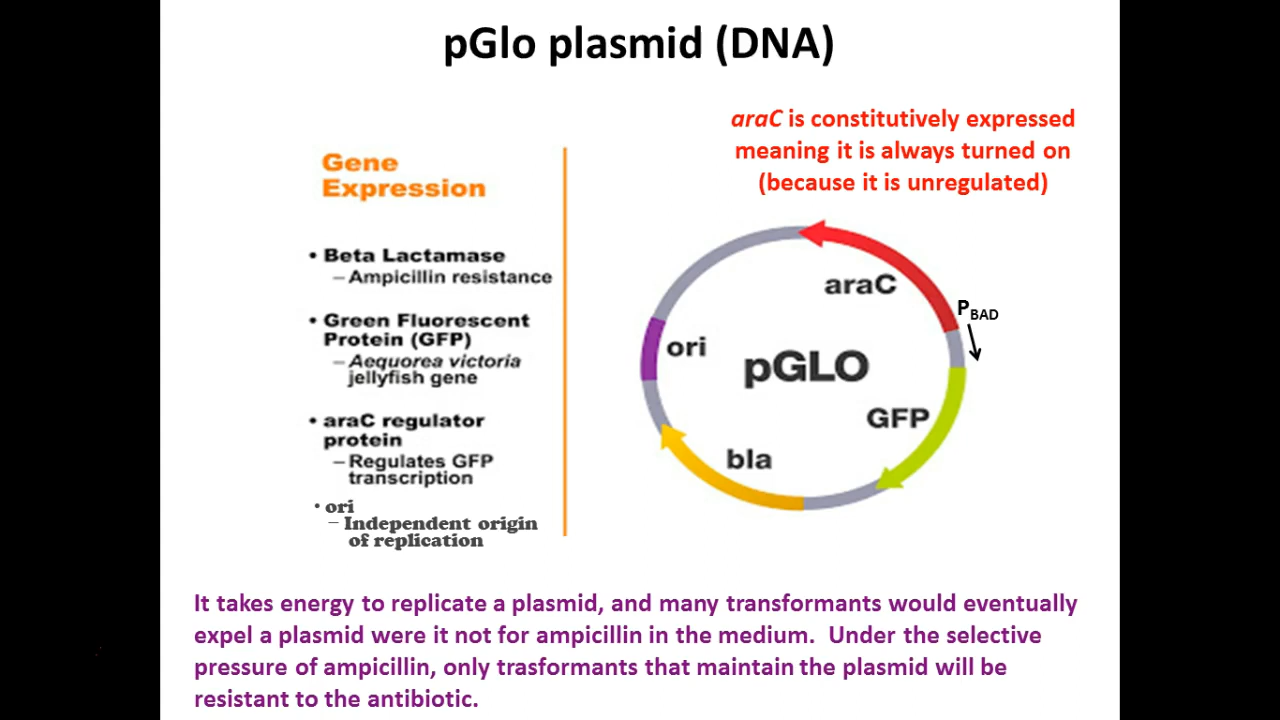 pGlo plasmid (DNA)
araC is constitutively expressed
meaning it is always turned on
(because it is unregulated)
Gene
Expression
• Beta Lactamase
– Ampicillin resistance
• Green Fluorescent
Protein (GFP)
– Aequorea victoria
jellyfish gene
• araC regulator
protein
– Regulates GFP
transcription
• ori
– Independent origin
of replication
araC
PBAD
ori
pGLO
GFP
bla
It takes energy to replicate a plasmid, and many transformants would eventually
expel a plasmid were it not for ampicillin in the medium. Under the selective
pressure of ampicillin, only trasformants that maintain the plasmid will be
resistant to the antibiotic.